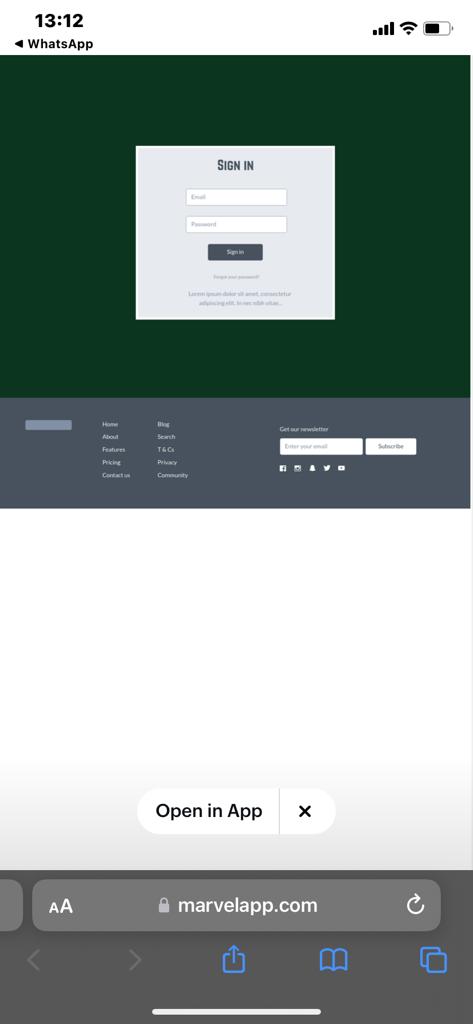 13:12
◀ WhatsApp
Sign in
Email
Password
Sign in
Forgot your password?
Lorem ipsum dolor sit amet, consectetur
adipiscing elit. In nec nibh vitae...
Home
About
Features
Pricing
Contact us
Blog
Search
T & Cs
Privacy
Community
Get our newsletter
Enter your email
Subscribe
Open in App
AA
marvelapp.com